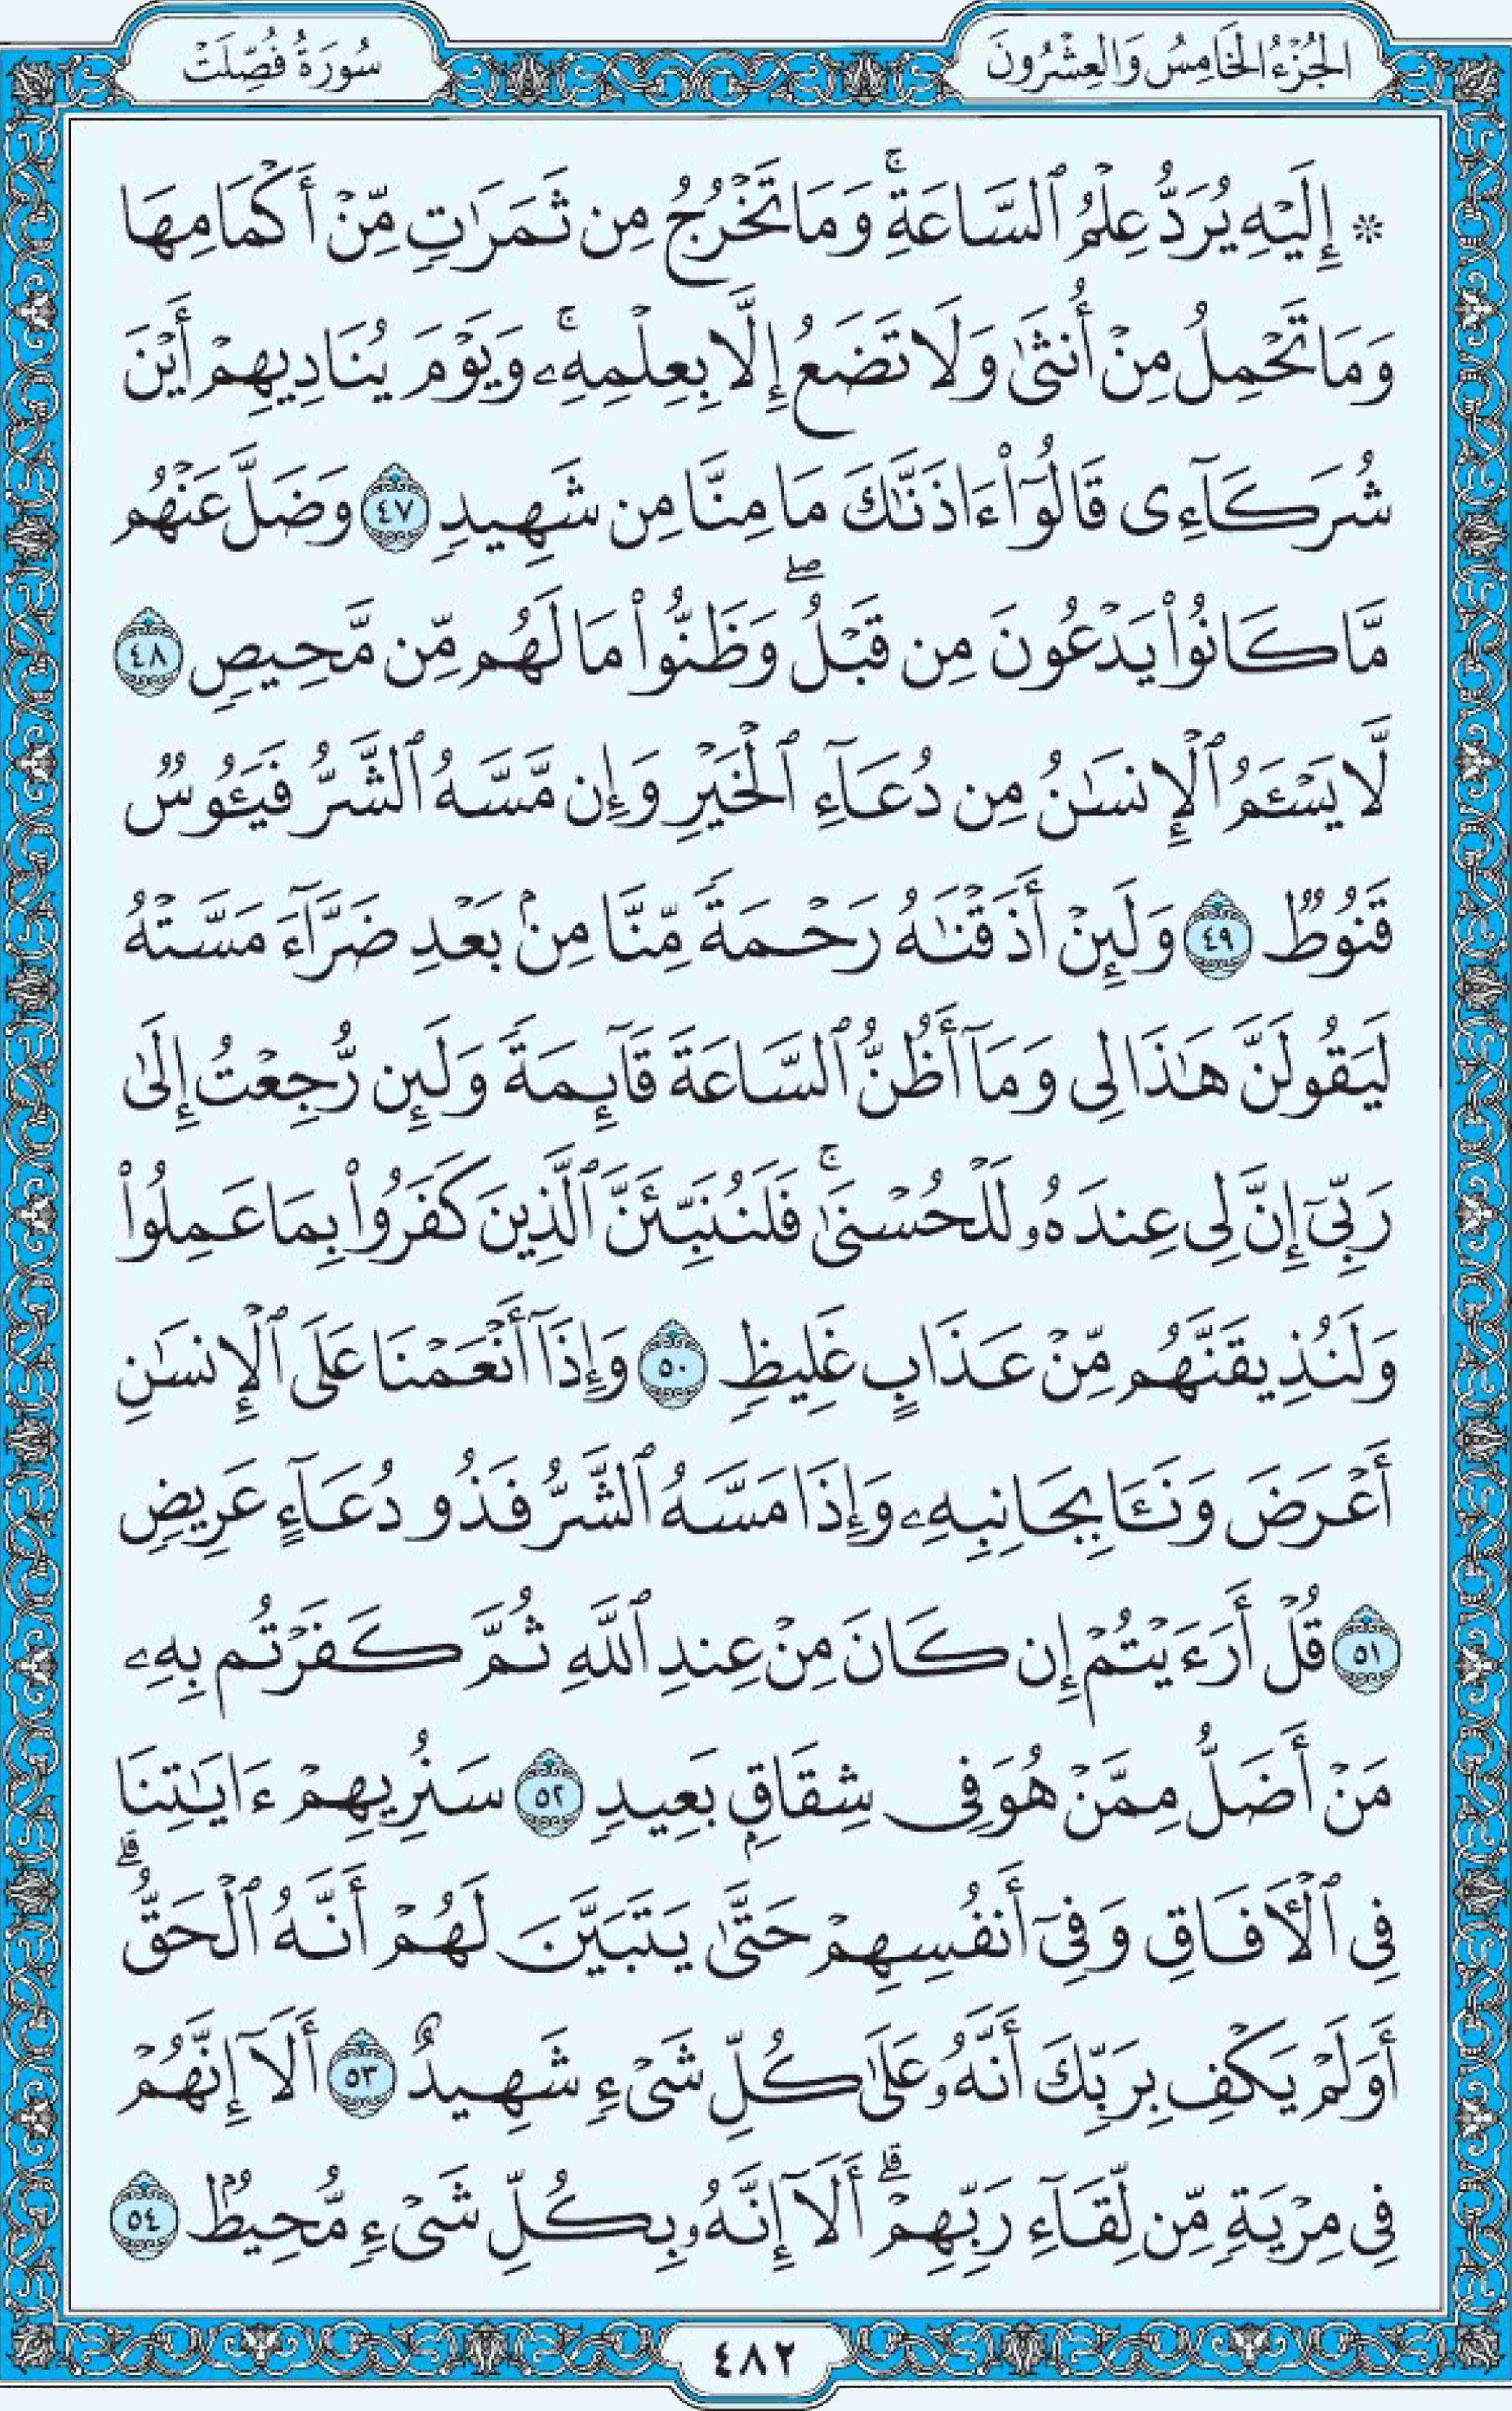 الجُزْءُ الخَامِسُ وَالعِشْرُونَ
سُورَةُ فُصِّلَتْ
۞ إِلَيْهِ يُرَدُّ عِلْمُ ٱلسَّاعَةِۚ وَمَا تَخْرُجُ مِن ثَمَرَٰتٍ مِّنْ أَكْمَامِهَا
وَمَا تَحْمِلُ مِنْ أُنثَىٰ وَلَا تَضَعُ إِلَّا بِعِلْمِهِۦۚ وَيَوْمَ يُنَادِيهِمْ أَيْنَ
شُرَكَآءِى قَالُوٓا۟ ءَاذَنَّٰكَ مَا مِنَّا مِن شَهِيدٍ ٤٧ وَضَلَّ عَنْهُم
مَّا كَانُوا۟ يَدْعُونَ مِن قَبْلُۖ وَظَنُّوا۟ مَا لَهُم مِّن مَّحِيصٍ ٤٨
لَّا يَسْـَٔمُ ٱلْإِنسَٰنُ مِن دُعَآءِ ٱلْخَيْرِ وَإِن مَّسَّهُ ٱلشَّرُّ فَيَـُٔوسٌ
قَنُوطٌ ٤٩ وَلَئِنْ أَذَقْنَٰهُ رَحْمَةً مِّنَّا مِنۢ بَعْدِ ضَرَّآءَ مَسَّتْهُ
لَيَقُولَنَّ هَٰذَا لِى وَمَآ أَظُنُّ ٱلسَّاعَةَ قَآئِمَةً وَلَئِن رُّجِعْتُ إِلَىٰ
رَبِّىٓ إِنَّ لِى عِندَهُۥ لَلْحُسْنَىٰۚ فَلَنُنَبِّئَنَّ ٱلَّذِينَ كَفَرُوا۟ بِمَا عَمِلُوا۟
وَلَنُذِيقَنَّهُم مِّنْ عَذَابٍ غَلِيظٍ ٥٠ وَإِذَآ أَنْعَمْنَا عَلَى ٱلْإِنسَٰنِ
أَعْرَضَ وَنَـَٔا بِجَانِبِهِۦ وَإِذَا مَسَّهُ ٱلشَّرُّ فَذُو دُعَآءٍ عَرِيضٍ
٥١ قُلْ أَرَءَيْتُمْ إِن كَانَ مِنْ عِندِ ٱللَّهِ ثُمَّ كَفَرْتُم بِهِۦ
مَنْ أَضَلُّ مِمَّنْ هُوَ فِى شِقَاقٍۭ بَعِيدٍ ٥٢ سَنُرِيهِمْ ءَايَٰتِنَا
فِى ٱلْـَٔافَاقِ وَفِىٓ أَنفُسِهِمْ حَتَّىٰ يَتَبَيَّنَ لَهُمْ أَنَّهُ ٱلْحَقُّۗ
أَوَلَمْ يَكْفِ بِرَبِّكَ أَنَّهُۥ عَلَىٰ كُلِّ شَىْءٍ شَهِيدٌ ٥٣ أَلَآ إِنَّهُمْ
فِى مِرْيَةٍ مِّن لِّقَآءِ رَبِّهِمْۗ أَلَآ إِنَّهُۥ بِكُلِّ شَىْءٍ مُّحِيطٌۢ ٥٤
٤٨٢